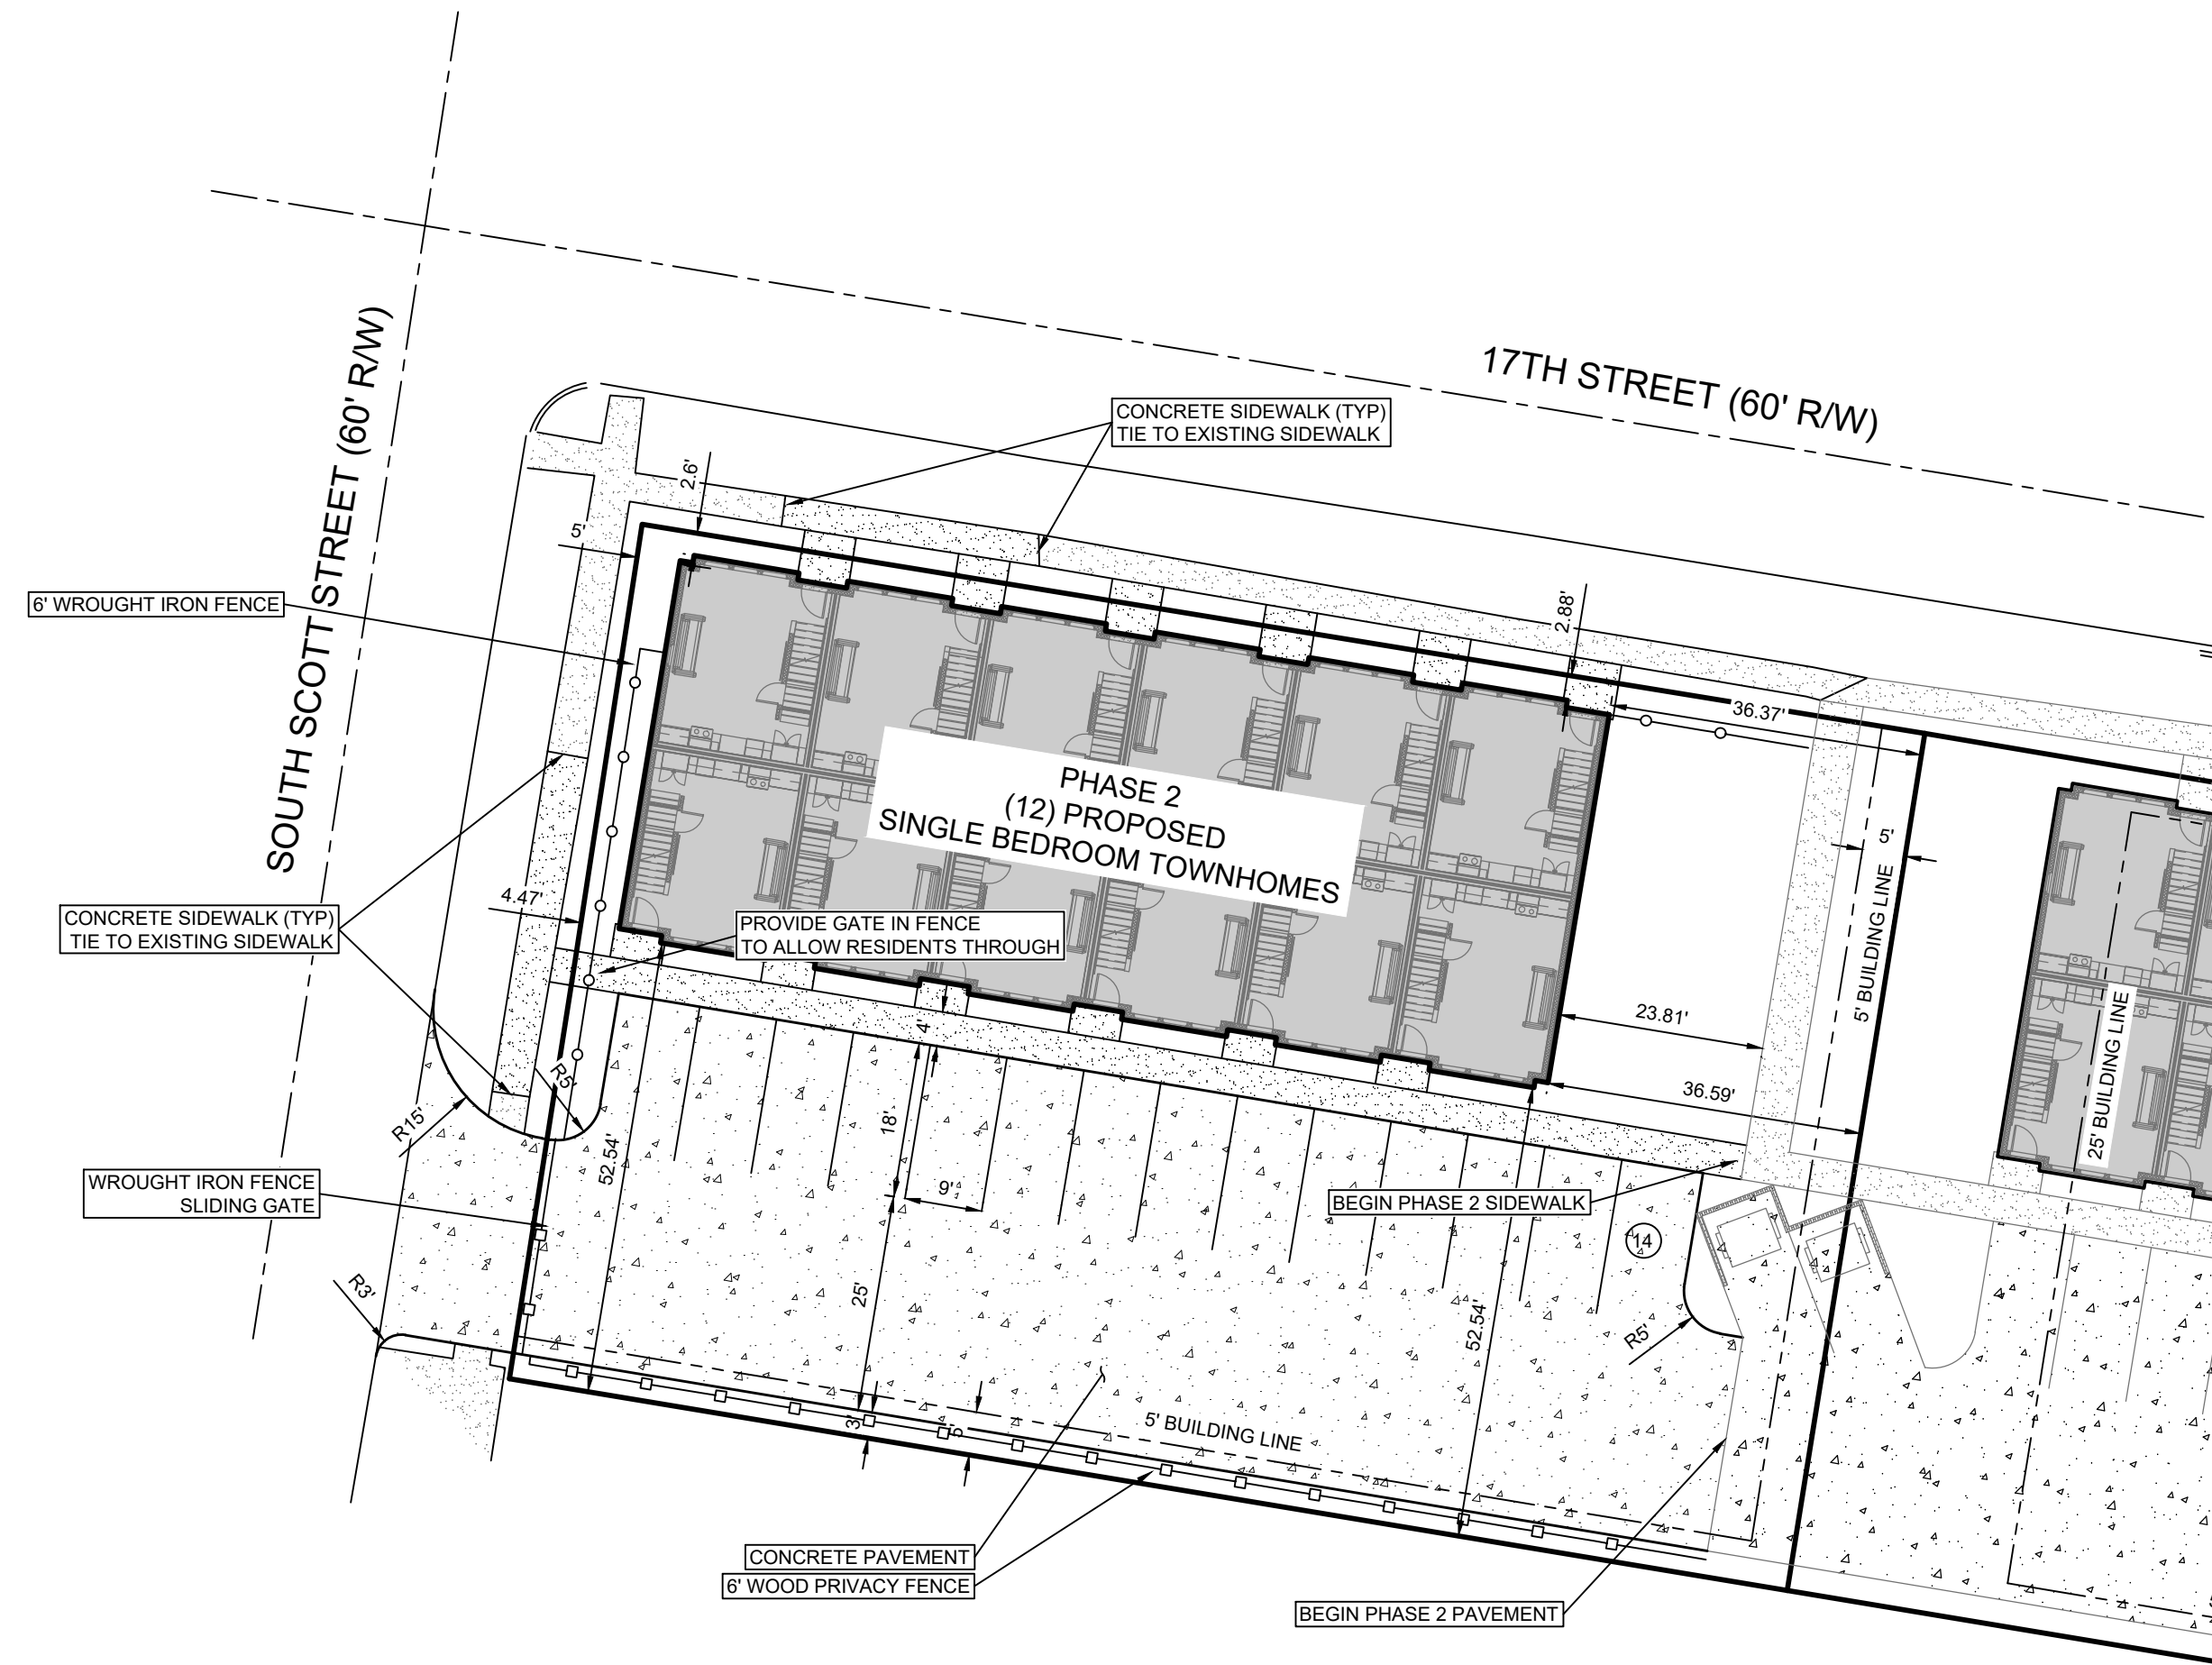 17TH STREET (60' R/W)
SOUTH SCOTT STREET (60' R/W)
CONCRETE SIDEWALK (TYP)
TIE TO EXISTING SIDEWALK
2.6'
5'
6' WROUGHT IRON FENCE
2.88'
36.37'
PHASE 2
(12) PROPOSED
SINGLE BEDROOM TOWNHOMES
5'
5' BUILDING LINE
4.47'
CONCRETE SIDEWALK (TYP)
TIE TO EXISTING SIDEWALK
PROVIDE GATE IN FENCE
TO ALLOW RESIDENTS THROUGH
23.81'
25' BUILDING LINE
4'
36.59'
R5'
R15'
18'
52.54'
9'
WROUGHT IRON FENCE
SLIDING GATE
BEGIN PHASE 2 SIDEWALK
14
R3'
25'
52.54'
R5'
3'
5'
5' BUILDING LINE
CONCRETE PAVEMENT
6' WOOD PRIVACY FENCE
BEGIN PHASE 2 PAVEMENT